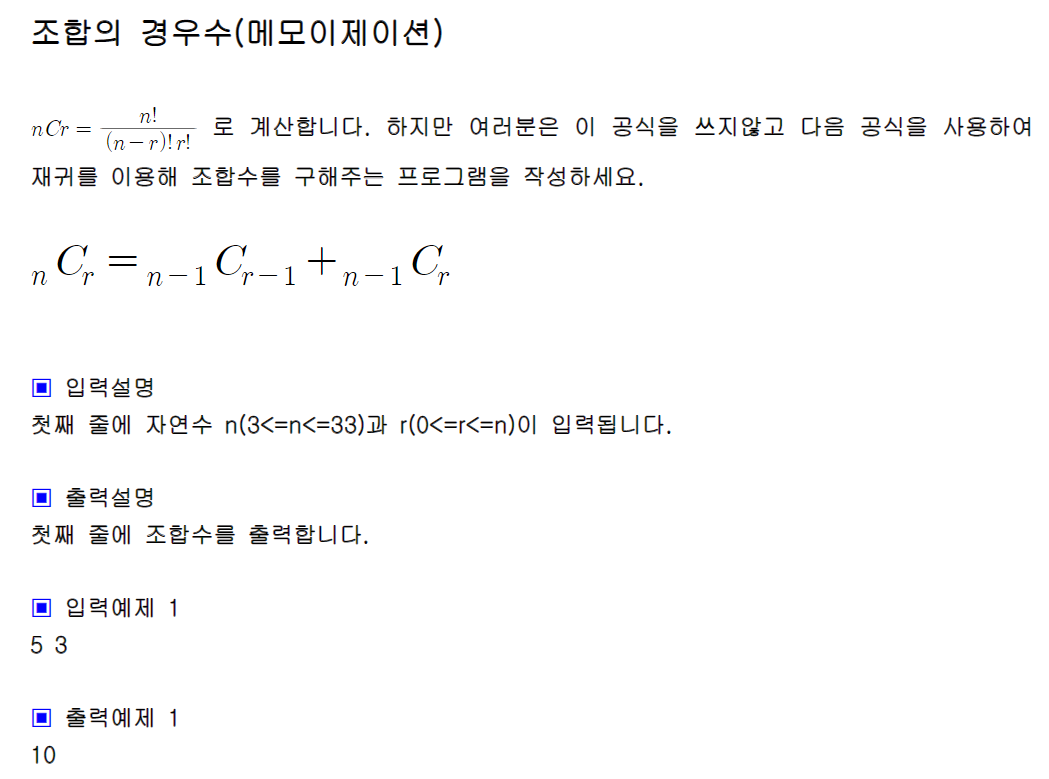 조합의 경우수(메모이제이션)
nCr = n! / (n-r)! r! 로 계산합니다. 하지만 여러분은 이 공식을 쓰지않고 다음 공식을 사용하여
재귀를 이용해 조합수를 구해주는 프로그램을 작성하세요.
nCr = n-1Cr-1 + n-1Cr
▣ 입력설명
첫째 줄에 자연수 n(3<=n<=33)과 r(0<=r<=n)이 입력됩니다.
▣ 출력설명
첫째 줄에 조합수를 출력합니다.
▣ 입력예제 1
5 3
▣ 출력예제 1
10